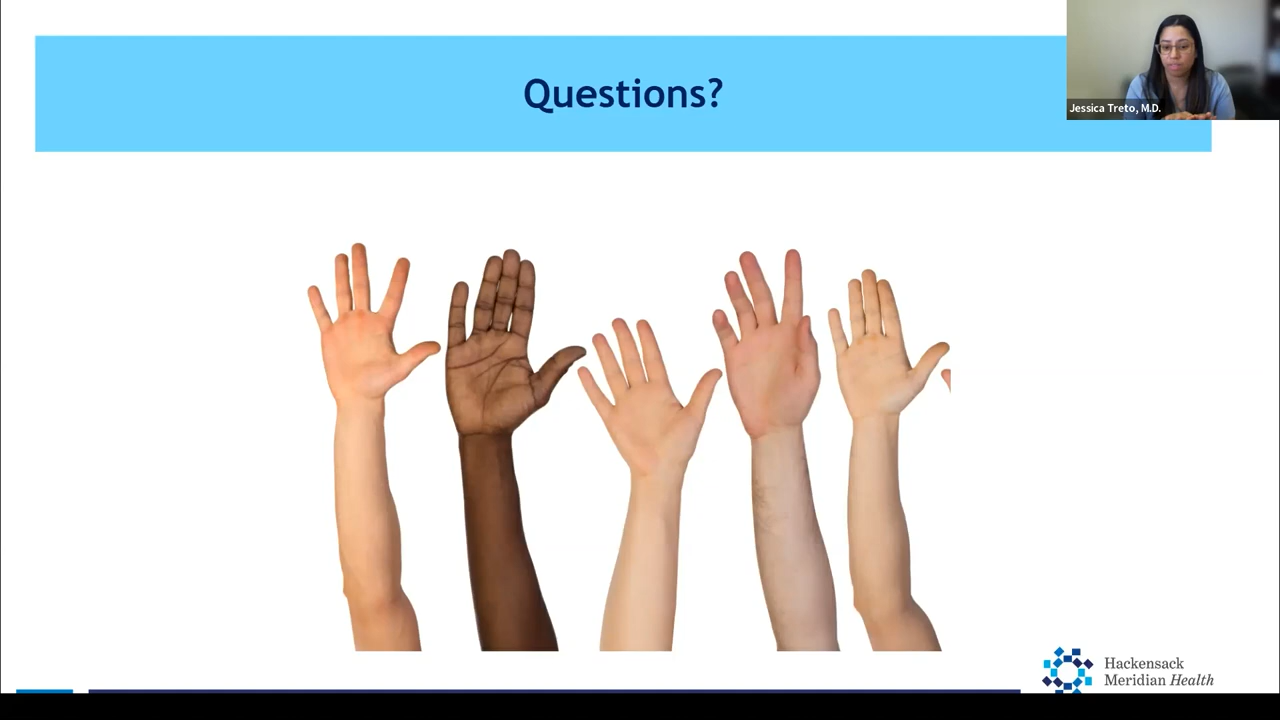 Questions?
Jessica Treto, M.D.
Hackensack
Meridian Health